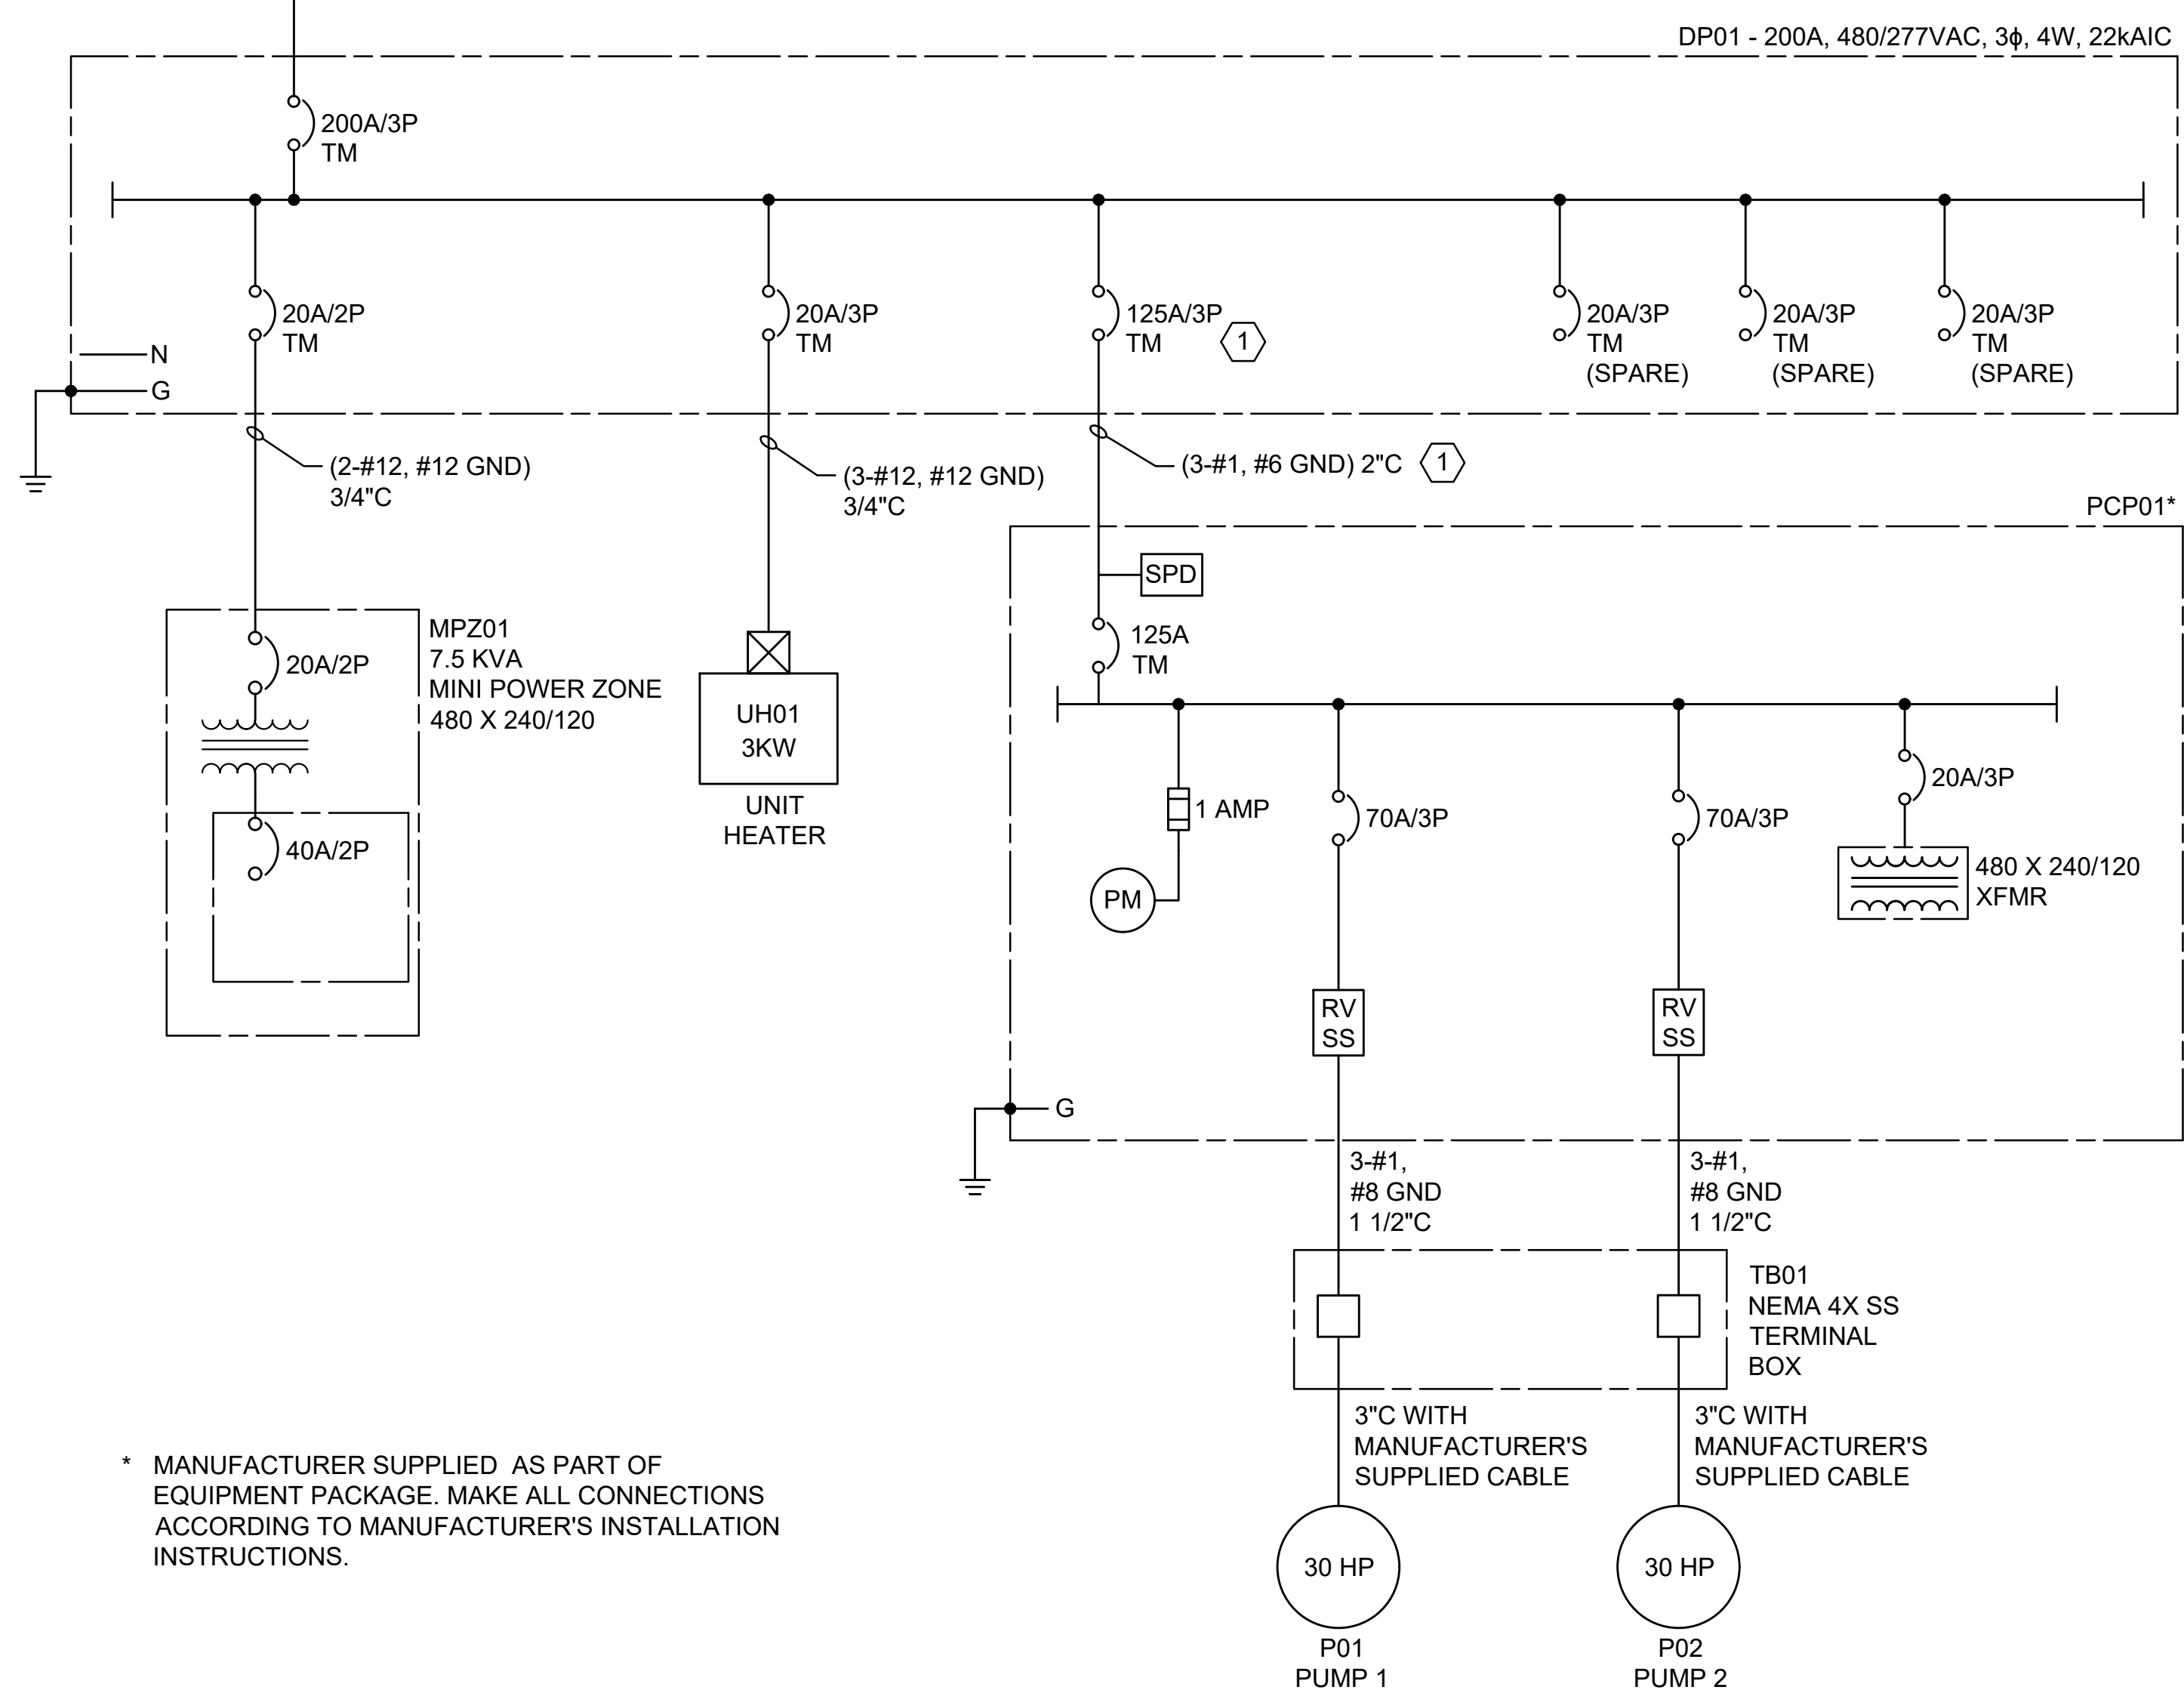 DP01 - 200A, 480/277VAC, 3ϕ, 4W, 22kAIC
200A/3P
TM
20A/2P
TM
20A/3P
TM
125A/3P
TM
1
20A/3P
TM
(SPARE)
20A/3P
TM
(SPARE)
20A/3P
TM
(SPARE)
N
G
(2-#12, #12 GND)
3/4"C
(3-#12, #12 GND)
3/4"C
(3-#1, #6 GND) 2"C
1
PCP01*
SPD
125A
TM
MPZ01
7.5 KVA
MINI POWER ZONE
480 X 240/120
20A/2P
40A/2P
UH01
3KW
UNIT
HEATER
1 AMP
PM
70A/3P
70A/3P
20A/3P
480 X 240/120
XFMR
RV
SS
RV
SS
G
3-#1,
#8 GND
1 1/2"C
3-#1,
#8 GND
1 1/2"C
TB01
NEMA 4X SS
TERMINAL
BOX
3"C WITH
MANUFACTURER'S
SUPPLIED CABLE
3"C WITH
MANUFACTURER'S
SUPPLIED CABLE
30 HP
30 HP
P01
PUMP 1
P02
PUMP 2
* MANUFACTURER SUPPLIED AS PART OF
EQUIPMENT PACKAGE. MAKE ALL CONNECTIONS
ACCORDING TO MANUFACTURER'S INSTALLATION
INSTRUCTIONS.